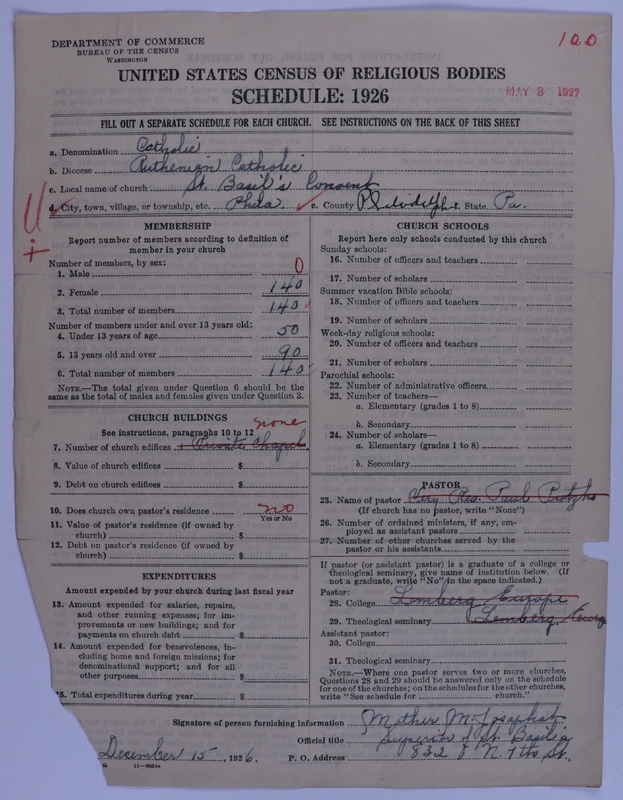 DEPARTMENT OF COMMERCE
BUREAU OF THE CENSUS
WASHINGTON
100
UNITED STATES CENSUS OF RELIGIOUS BODIES
SCHEDULE: 1926
MAY 3 1927
FILL OUT A SEPARATE SCHEDULE FOR EACH CHURCH. SEE INSTRUCTIONS ON THE BACK OF THIS SHEET
a. Denomination Catholic
b. Diocese Ruthenian Catholic
c. Local name of church St. Basil's Convent
d. City, town, village, or township, etc. Phila. e. County Philadelph f. State Pa.
MEMBERSHIP
Report number of members according to definition of
member in your church
Number of members, by sex:
1. Male 0
2. Female 140
3. Total number of members 140
Number of members under and over 13 years old:
4. Under 13 years of age 50
5. 13 years old and over 90
6. Total number of members 140
NOTE.—The total given under Question 6 should be the
same as the total of males and females given under Question 3.
CHURCH BUILDINGS
See instructions, paragraphs 10 to 12 none
7. Number of church edifices 1 Private Chapel
8. Value of church edifices $
9. Debt on church edifices $
10. Does church own pastor's residence no
Yes or No
11. Value of pastor's residence (if owned by
church) $
12. Debt on pastor's residence (if owned by
church) $
EXPENDITURES
Amount expended by your church during last fiscal year
13. Amount expended for salaries, repairs,
and other running expenses; for im-
provements or new buildings; and for
payments on church debt $
14. Amount expended for benevolences, in-
cluding home and foreign missions; for
denominational support; and for all
other purposes $
15. Total expenditures during year $
CHURCH SCHOOLS
Report here only schools conducted by this church
Sunday schools:
16. Number of officers and teachers
17. Number of scholars
Summer vacation Bible schools:
18. Number of officers and teachers
19. Number of scholars
Week-day religious schools:
20. Number of officers and teachers
21. Number of scholars
Parochial schools:
22. Number of administrative officers
23. Number of teachers—
a. Elementary (grades 1 to 8)
b. Secondary
24. Number of scholars—
a. Elementary (grades 1 to 8)
b. Secondary
PASTOR
25. Name of pastor Very Rev. Paul
(If church has no pastor, write "None")
26. Number of ordained ministers, if any, em-
ployed as assistant pastors
27. Number of other churches served by the
pastor or his assistants
If pastor (or assistant pastor) is a graduate of a college or
theological seminary, give name of institution below. (If
not a graduate, write "No" in the space indicated.)
Pastor:
28. College Lemberg Europe
29. Theological seminary Lemberg, Europ
Assistant pastor:
30. College
31. Theological seminary
NOTE.—Where one pastor serves two or more churches,
Questions 28 and 29 should be answered only on the schedule
for one of the churches; on the schedules for the other churches,
write "See schedule for church."
Signature of person furnishing information Mother M. Josaphat
Official title Superior of St. Basil's
December 15, 1926. P. O. Address 832 N. 7th St.
11—9554a